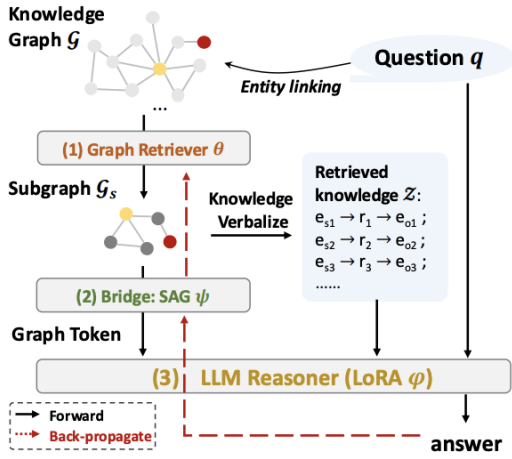 Knowledge
Graph 𝒢
Question q
Entity linking
...
(1) Graph Retriever θ
Subgraph 𝒢s
Knowledge
Verbalize
Retrieved
knowledge 𝒵:
es1 → r1 → eo1 ;
es2 → r2 → eo2 ;
es3 → r3 → eo3 ;
......
(2) Bridge: SAG ψ
Graph Token
(3) LLM Reasoner (LoRA φ)
Forward
Back-propagate
answer